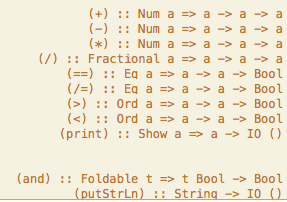 (+) :: Num a => a -> a -> a
(-) :: Num a => a -> a -> a
(*) :: Num a => a -> a -> a
(/) :: Fractional a => a -> a -> a
(==) :: Eq a => a -> a -> Bool
(/=) :: Eq a => a -> a -> Bool
(>) :: Ord a => a -> a -> Bool
(<) :: Ord a => a -> a -> Bool
(print) :: Show a => a -> IO ()
(and) :: Foldable t => t Bool -> Bool
(putStrLn) :: String -> IO ()